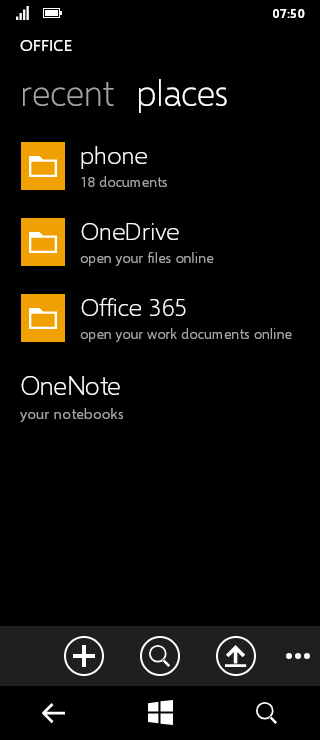 07:50
OFFICE
recent places
phone
18 documents
OneDrive
open your files online
Office 365
open your work documents online
OneNote
your notebooks